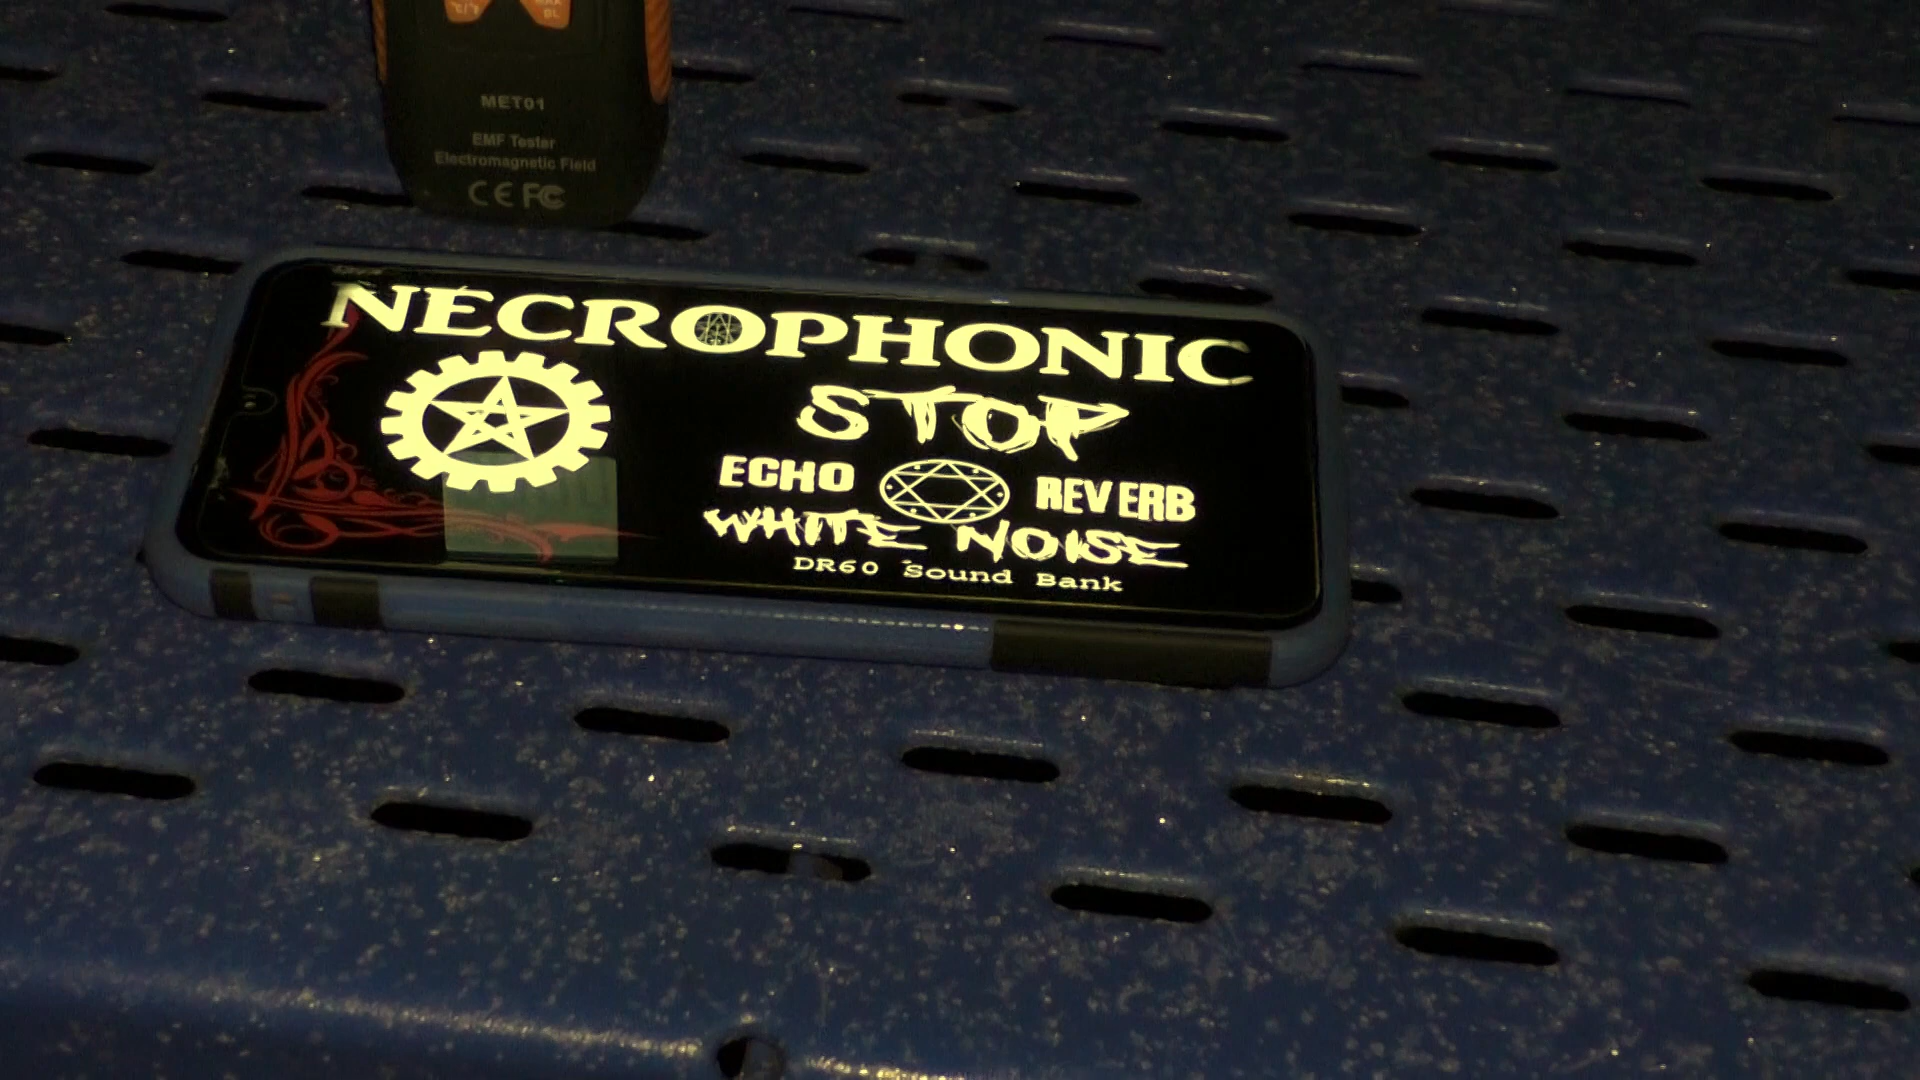 MET01
EMF Tester
Electromagnetic Field
CE FC
NECROPHONIC
STOP
ECHO REVERB
WHITE NOISE
DR60 Sound Bank